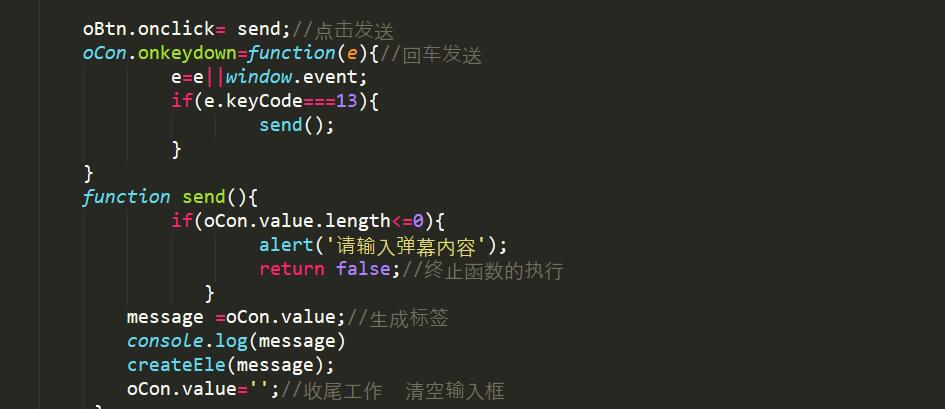 oBtn.onclick= send;//点击发送
oCon.onkeydown=function(e){//回车发送
e=e||window.event;
if(e.keyCode===13){
send();
}
}
function send(){
if(oCon.value.length<=0){
alert('请输入弹幕内容');
return false;//终止函数的执行
}
message =oCon.value;//生成标签
console.log(message)
createEle(message);
oCon.value='';//收尾工作  清空输入框
}